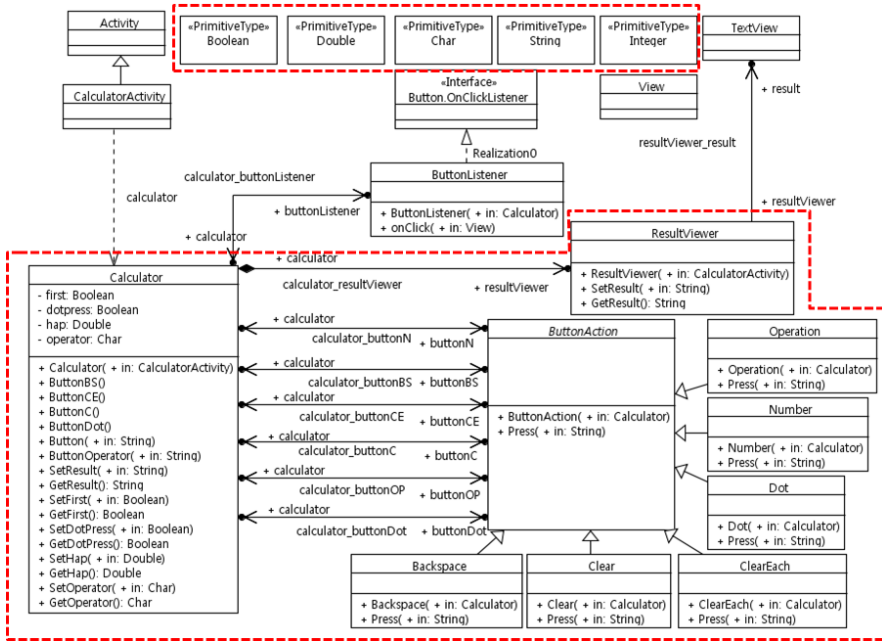 Activity
«PrimitiveType»
Boolean
«PrimitiveType»
Double
«PrimitiveType»
Char
«PrimitiveType»
String
«PrimitiveType»
Integer
TextView
CalculatorActivity
«Interface»
Button.OnClickListener
View
+ result
Realization0
resultViewer_result
calculator_buttonListener
calculator
+ buttonListener
+ calculator
ButtonListener
+ ButtonListener( + in: Calculator)
+ onClick( + in: View)
+ resultViewer
ResultViewer
+ ResultViewer( + in: CalculatorActivity)
+ SetResult( + in: String)
+ GetResult(): String
+ calculator
calculator_resultViewer
+ resultViewer
Calculator
- first: Boolean
- dotpress: Boolean
- hap: Double
- operator: Char
+ Calculator( + in: CalculatorActivity)
+ ButtonBS()
+ ButtonCE()
+ ButtonC()
+ ButtonDot()
+ Button( + in: String)
+ ButtonOperator( + in: String)
+ SetResult( + in: String)
+ GetResult(): String
+ SetFirst( + in: Boolean)
+ GetFirst(): Boolean
+ SetDotPress( + in: Boolean)
+ GetDotPress(): Boolean
+ SetHap( + in: Double)
+ GetHap(): Double
+ SetOperator( + in: Char)
+ GetOperator(): Char
+ calculator
calculator_buttonN
+ buttonN
+ calculator
calculator_buttonBS
+ buttonBS
+ calculator
calculator_buttonCE
+ buttonCE
+ calculator
calculator_buttonC
+ buttonC
+ calculator
calculator_buttonOP
+ buttonOP
+ calculator
calculator_buttonDot
+ buttonDot
ButtonAction
+ ButtonAction( + in: Calculator)
+ Press( + in: String)
Operation
+ Operation( + in: Calculator)
+ Press( + in: String)
Number
+ Number( + in: Calculator)
+ Press( + in: String)
Dot
+ Dot( + in: Calculator)
+ Press( + in: String)
Backspace
+ Backspace( + in: Calculator)
+ Press( + in: String)
Clear
+ Clear( + in: Calculator)
+ Press( + in: String)
ClearEach
+ ClearEach( + in: Calculator)
+ Press( + in: String)